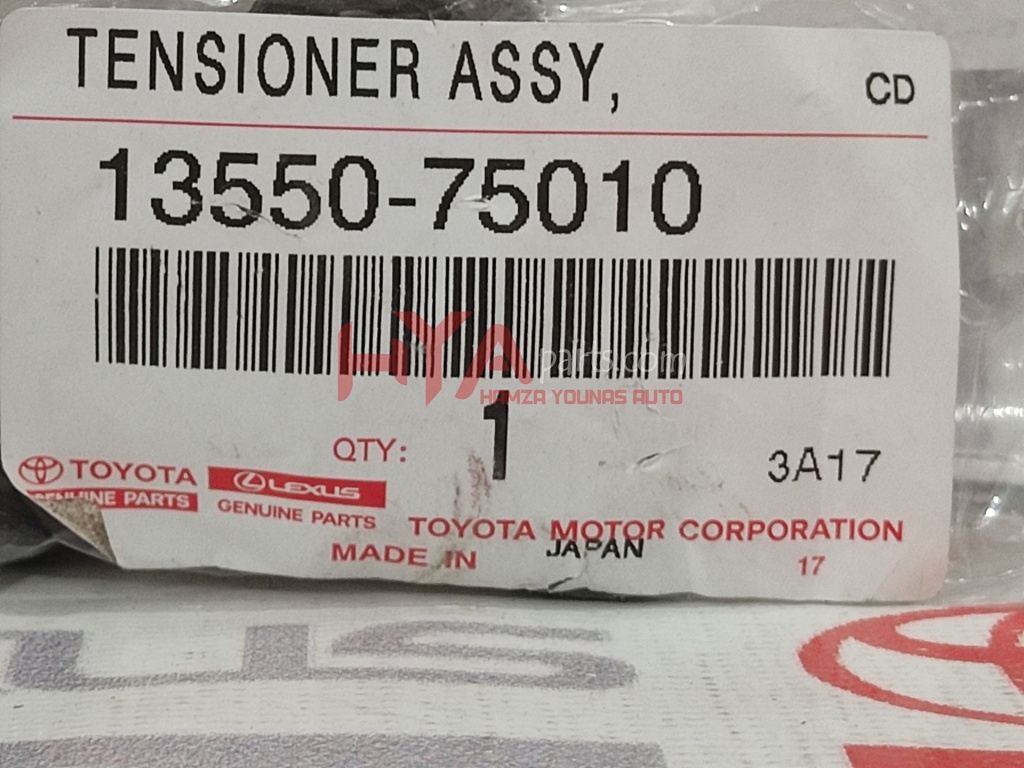 TENSIONER ASSY, CD
13550-75010
HYA parts.com
HAMZA YOUNAS AUTO
QTY: 1 3A17
TOYOTA LEXUS
GENUINE PARTS GENUINE PARTS
TOYOTA MOTOR CORPORATION
MADE IN JAPAN 17